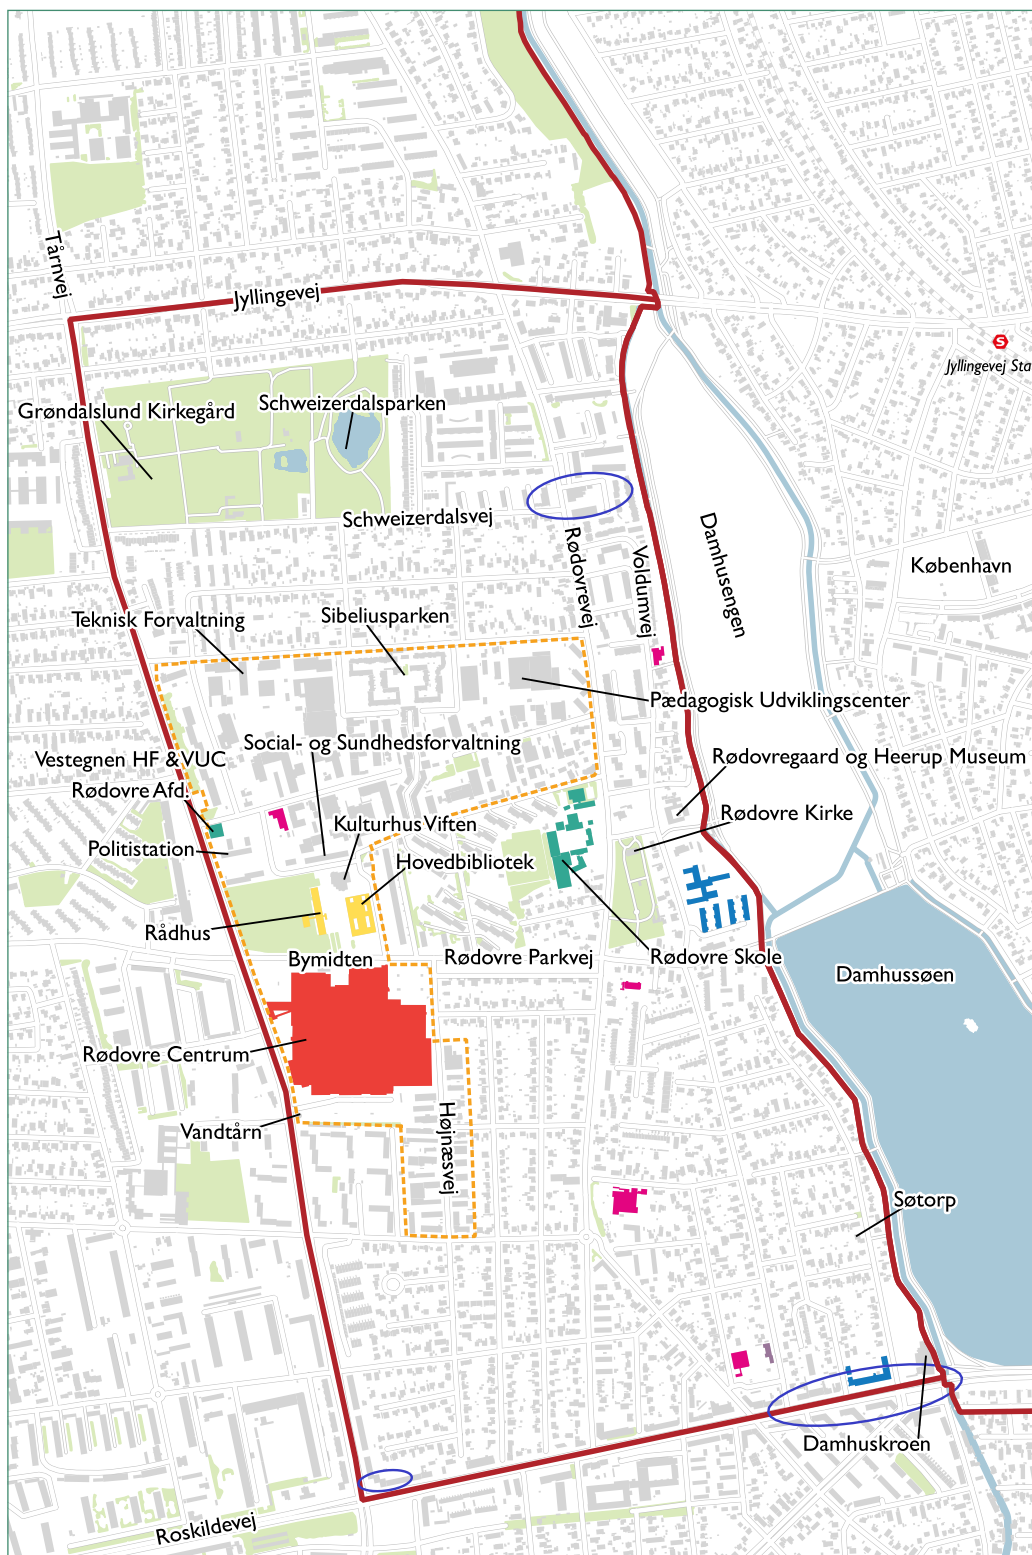 Tårnvej
Jyllingevej
S
Jyllingevej Sta
Grøndalslund Kirkegård
Schweizerdalsparken
Schweizerdalsvej
Rødovrevej
Voldumvej
Damhusengen
København
Teknisk Forvaltning
Sibeliusparken
Pædagogisk Udviklingscenter
Vestegnen HF & VUC
Rødovre Afd.
Social- og Sundhedsforvaltning
Rødovregaard og Heerup Museum
Rødovre Kirke
Kulturhus Viften
Politistation
Hovedbibliotek
Rådhus
Bymidten
Rødovre Parkvej
Rødovre Skole
Damhussøen
Rødovre Centrum
Vandtårn
Højnæsvej
Søtorp
Damhuskroen
Roskildevej